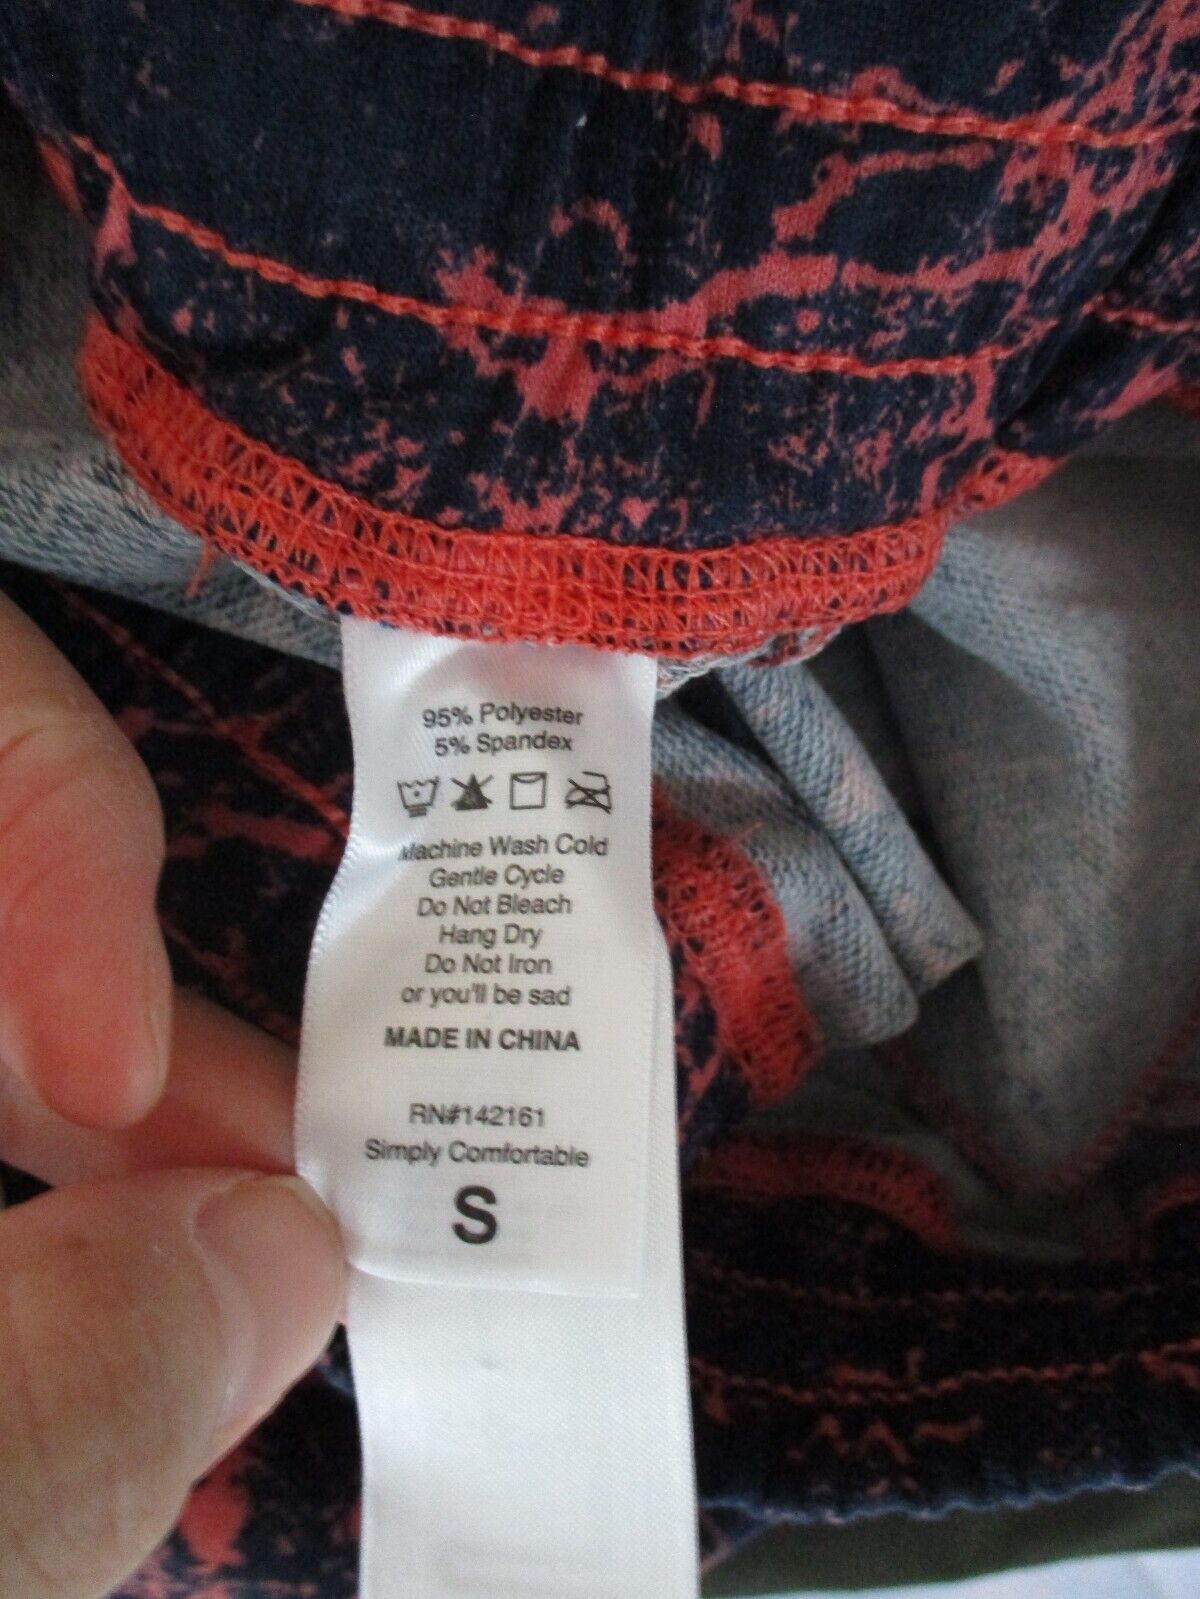 95% Polyester
5% Spandex
Machine Wash Cold
Gentle Cycle
Do Not Bleach
Hang Dry
Do Not Iron
or you'll be sad
MADE IN CHINA
RN#142161
Simply Comfortable
S